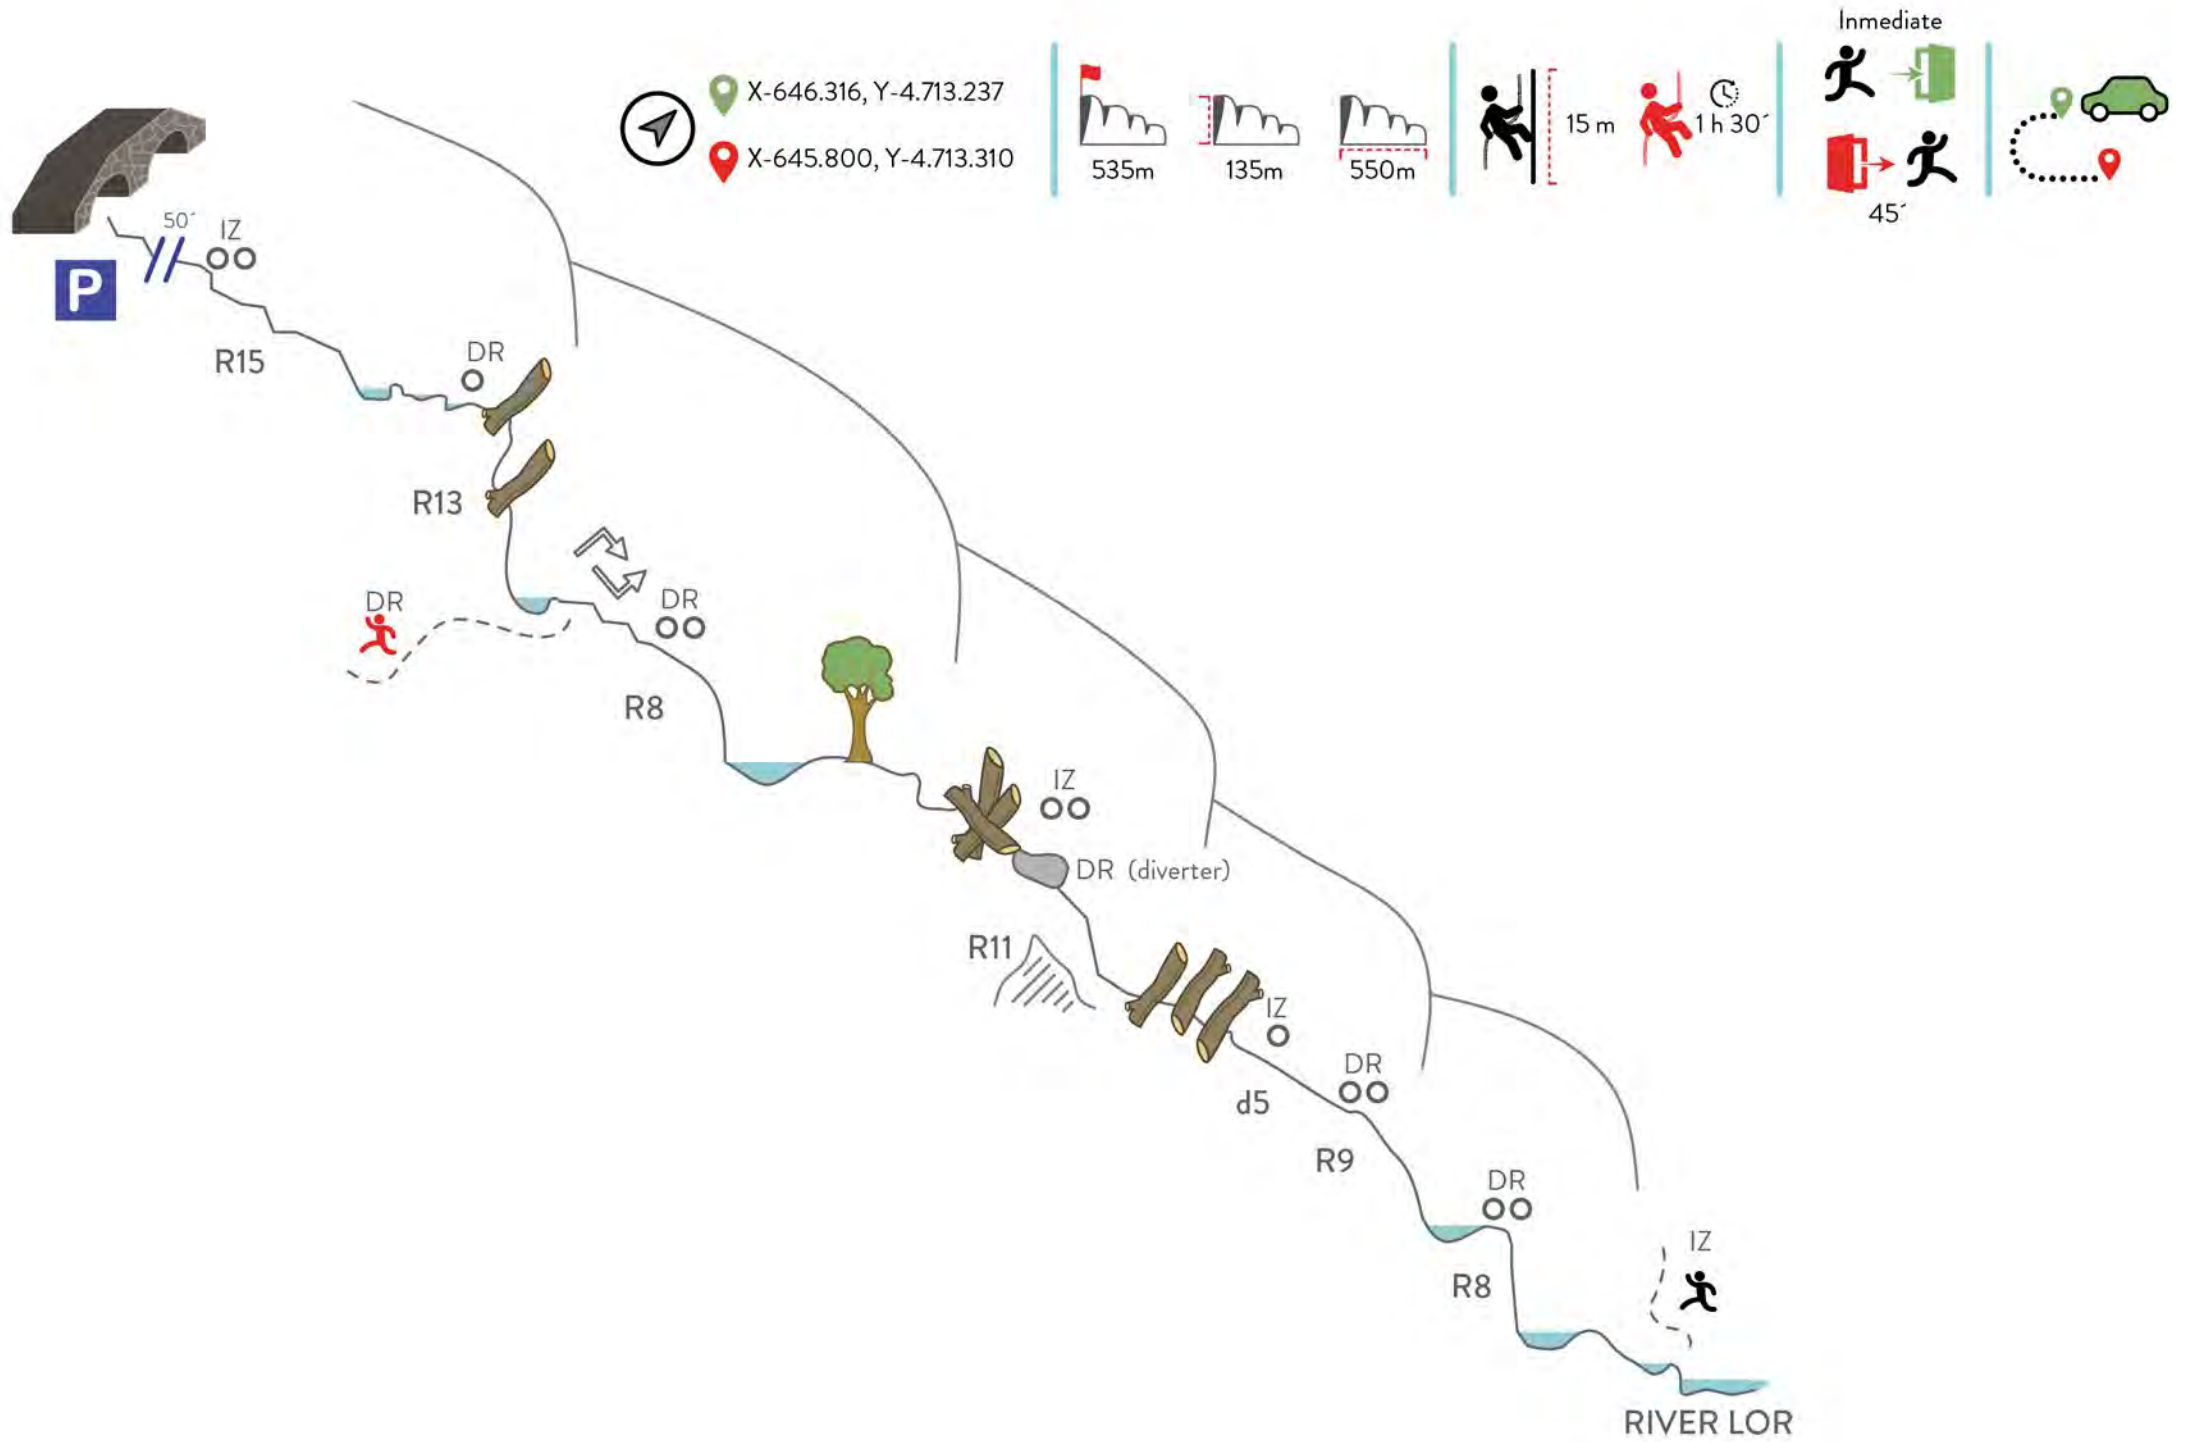 Inmediate
X-646.316, Y-4.713.237
X-645.800, Y-4.713.310
535m
135m
550m
15 m
1 h 30´
45´
50´
IZ
P
R15
DR
R13
DR
DR
R8
IZ
DR (diverter)
R11
IZ
d5
DR
R9
DR
R8
IZ
RIVER LOR